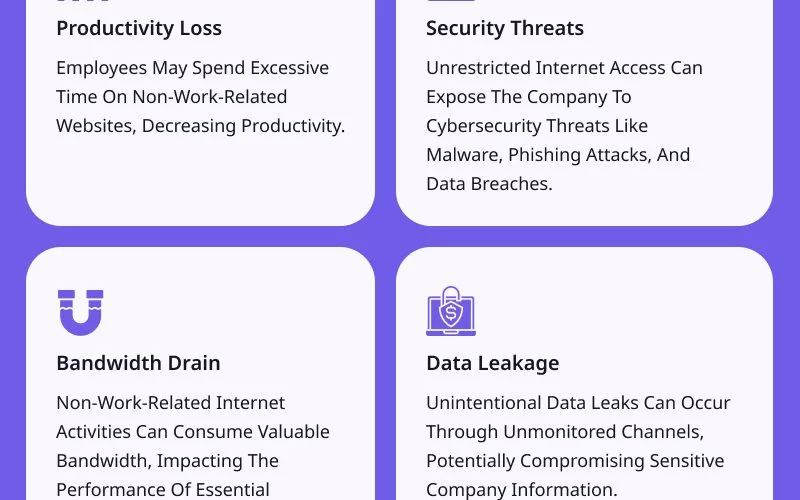 Productivity Loss
Employees May Spend Excessive
Time On Non-Work-Related
Websites, Decreasing Productivity.
Security Threats
Unrestricted Internet Access Can
Expose The Company To
Cybersecurity Threats Like
Malware, Phishing Attacks, And
Data Breaches.
Bandwidth Drain
Non-Work-Related Internet
Activities Can Consume Valuable
Bandwidth, Impacting The
Performance Of Essential
Data Leakage
Unintentional Data Leaks Can Occur
Through Unmonitored Channels,
Potentially Compromising Sensitive
Company Information.